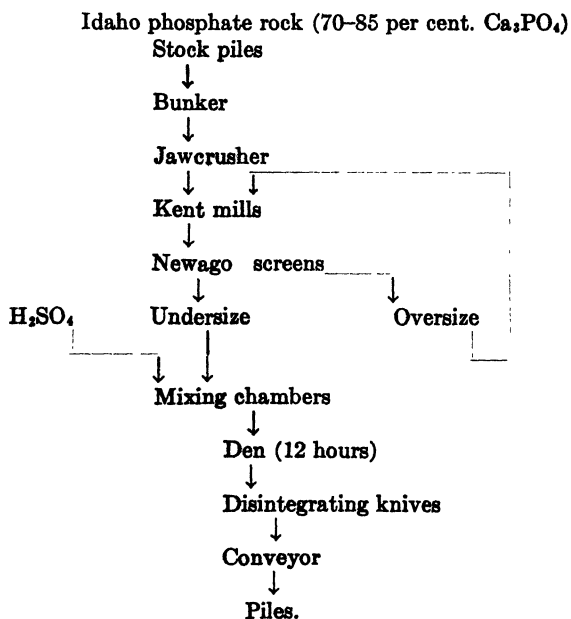 Idaho phosphate rock (70–85 per cent. Ca₃PO₄)
Stock piles
Bunker
Jawcrusher
Kent mills
Newago screens
H₂SO₄ Undersize Oversize
Mixing chambers
Den (12 hours)
Disintegrating knives
Conveyor
Piles.